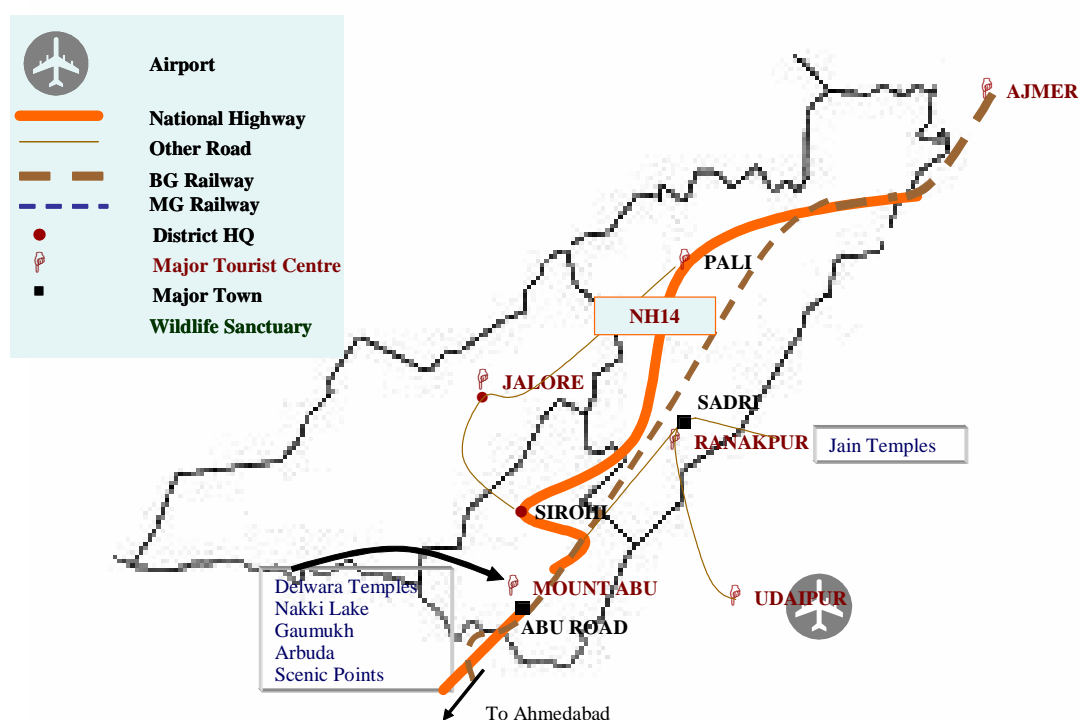 Airport
National Highway
Other Road
BG Railway
MG Railway
District HQ
Major Tourist Centre
Major Town
Wildlife Sanctuary
AJMER
PALI
NH14
JALORE
SADRI
RANAKPUR
Jain Temples
SIROHI
MOUNT ABU
UDAIPUR
ABU ROAD
Delwara Temples
Nakki Lake
Gaumukh
Arbuda
Scenic Points
To Ahmedabad